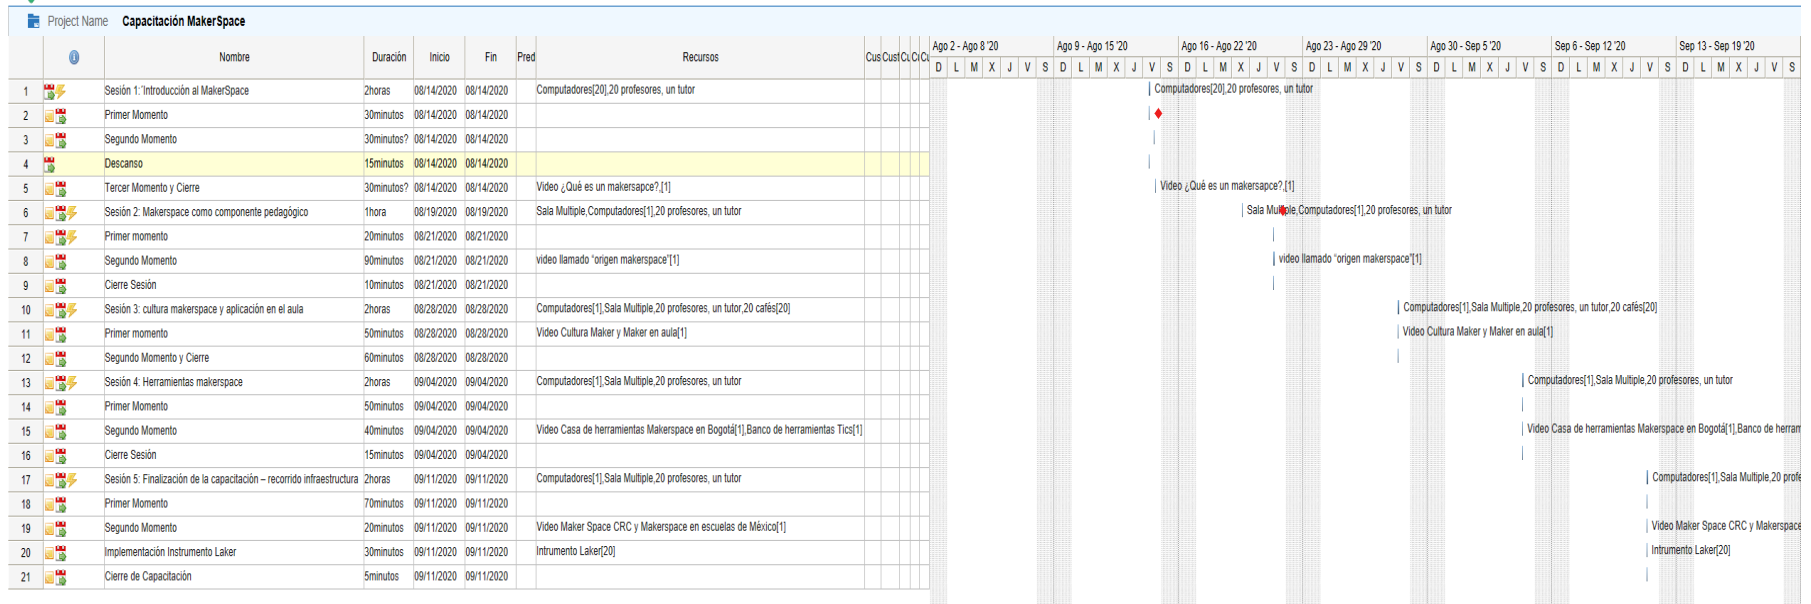 Project Name Capacitación MakerSpace
Nombre Duración Inicio Fin Pred Recursos Cus Cust Cu Cu Cu
Ago 2 - Ago 8 '20 Ago 9 - Ago 15 '20 Ago 16 - Ago 22 '20 Ago 23 - Ago 29 '20 Ago 30 - Sep 5 '20 Sep 6 - Sep 12 '20 Sep 13 - Sep 19 '20
D L M X J V S D L M X J V S D L M X J V S D L M X J V S D L M X J V S D L M X J V S D L M X J V S
1 Sesión 1:¨Introducción al MakerSpace 2horas 08/14/2020 08/14/2020 Computadores[20],20 profesores, un tutor Computadores[20],20 profesores, un tutor
2 Primer Momento 30minutos 08/14/2020 08/14/2020
3 Segundo Momento 30minutos? 08/14/2020 08/14/2020
4 Descanso 15minutos 08/14/2020 08/14/2020
5 Tercer Momento y Cierre 30minutos? 08/14/2020 08/14/2020 Video ¿Qué es un makersapce?,[1] Video ¿Qué es un makersapce?,[1]
6 Sesión 2: Makerspace como componente pedagógico 1hora 08/19/2020 08/19/2020 Sala Multiple,Computadores[1],20 profesores, un tutor Sala Multiple,Computadores[1],20 profesores, un tutor
7 Primer momento 20minutos 08/21/2020 08/21/2020
8 Segundo Momento 90minutos 08/21/2020 08/21/2020 video llamado “origen makerspace”[1] video llamado “origen makerspace”[1]
9 Cierre Sesión 10minutos 08/21/2020 08/21/2020
10 Sesión 3: cultura makerspace y aplicación en el aula 2horas 08/28/2020 08/28/2020 Computadores[1],Sala Multiple,20 profesores, un tutor,20 cafés[20] Computadores[1],Sala Multiple,20 profesores, un tutor,20 cafés[20]
11 Primer momento 50minutos 08/28/2020 08/28/2020 Video Cultura Maker y Maker en aula[1] Video Cultura Maker y Maker en aula[1]
12 Segundo Momento y Cierre 60minutos 08/28/2020 08/28/2020
13 Sesión 4: Herramientas makerspace 2horas 09/04/2020 09/04/2020 Computadores[1],Sala Multiple,20 profesores, un tutor Computadores[1],Sala Multiple,20 profesores, un tutor
14 Primer Momento 50minutos 09/04/2020 09/04/2020
15 Segundo Momento 40minutos 09/04/2020 09/04/2020 Video Casa de herramientas Makerspace en Bogotá[1],Banco de herramientas Tics[1] Video Casa de herramientas Makerspace en Bogotá[1],Banco de herram
16 Cierre Sesión 15minutos 09/04/2020 09/04/2020
17 Sesión 5: Finalización de la capacitación – recorrido infraestructura 2horas 09/11/2020 09/11/2020 Computadores[1],Sala Multiple,20 profesores, un tutor Computadores[1],Sala Multiple,20 profe
18 Primer Momento 70minutos 09/11/2020 09/11/2020
19 Segundo Momento 20minutos 09/11/2020 09/11/2020 Video Maker Space CRC y Makerspace en escuelas de México[1] Video Maker Space CRC y Makerspace
20 Implementación Instrumento Laker 30minutos 09/11/2020 09/11/2020 Intrumento Laker[20] Intrumento Laker[20]
21 Cierre de Capacitación 5minutos 09/11/2020 09/11/2020